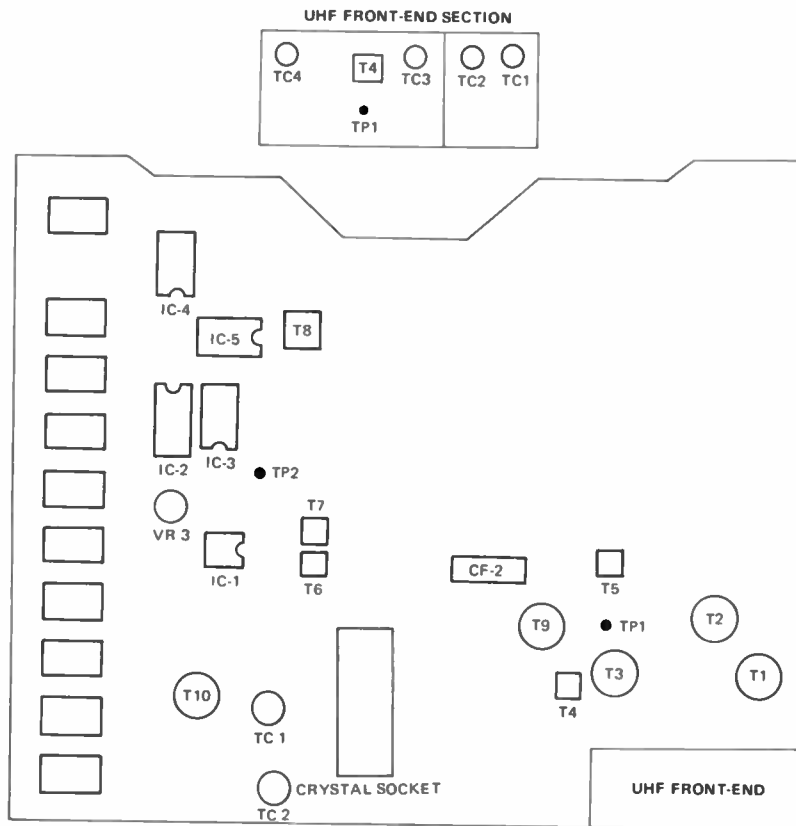 UHF FRONT-END SECTION
TC4
T4
TC3
TC2
TC1
TP1
IC-4
IC-5
T8
IC-2
IC-3
TP2
VR 3
T7
IC-1
T6
CF-2
T5
T9
TP1
T2
T3
T1
T4
T10
TC 1
CRYSTAL SOCKET
TC 2
UHF FRONT-END